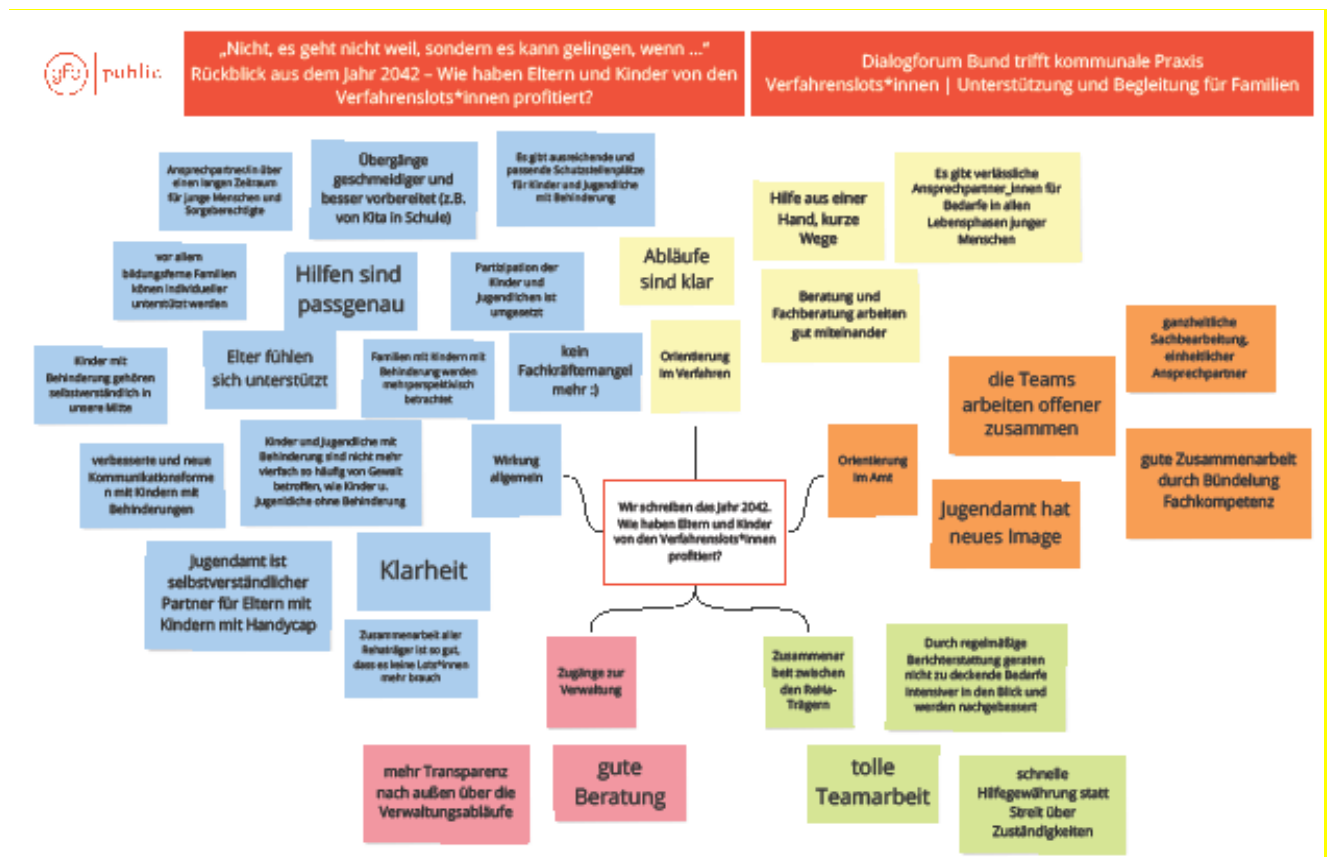 gfu public
„Nicht, es geht nicht weil, sondern es kann gelingen, wenn ...“
Rückblick aus dem Jahr 2042 – Wie haben Eltern und Kinder von den
Verfahrenslots*innen profitiert?
Dialogforum Bund trifft kommunale Praxis
Verfahrenslots*innen | Unterstützung und Begleitung für Familien
Ansprechpartner/in über
einen langen Zeitraum
für junge Menschen und
Sorgeberechtigte
Übergänge
geschmeidiger und
besser vorbereitet (z.B.
von Kita in Schule)
Es gibt ausreichende und
passende Schutzstellenplätze
für Kinder und Jugendliche
mit Behinderung
vor allem
bildungsferne Familien
könen individueller
unterstützt werden
Hilfen sind
passgenau
Partizipation der
Kinder und
Jugendlichen ist
umgesetzt
Kinder mit
Behinderung gehören
selbstverständlich in
unsere Mitte
Elter fühlen
sich unterstützt
Familien mit Kindern mit
Behinderung werden
mehrperspektivisch
betrachtet
kein
Fachkräftemangel
mehr :)
verbesserte und neue
Kommunikationsforme
n mit Kindern mit
Behinderungen
Kinder und Jugendliche mit
Behinderung sind nicht mehr
vierfach so häufig von Gewalt
betroffen, wie Kinder u.
Jugendliche ohne Behinderung
Wirkung
allgemein
Jugendamt ist
selbstverständlicher
Partner für Eltern mit
Kindern mit Handycap
Klarheit
Zusammenarbeit aller
Rehaträger ist so gut,
dass es keine Lots*innen
mehr brauch
Abläufe
sind klar
Orientierung
im Verfahren
Hilfe aus einer
Hand, kurze
Wege
Es gibt verlässliche
Ansprechpartner_innen für
Bedarfe in allen
Lebensphasen junger
Menschen
Beratung und
Fachberatung arbeiten
gut miteinander
ganzheitliche
Sachbearbeitung,
einheitlicher
Ansprechpartner
die Teams
arbeiten offener
zusammen
Orientierung
im Amt
gute Zusammenarbeit
durch Bündelung
Fachkompetenz
Jugendamt hat
neues Image
Wir schreiben das Jahr 2042.
Wie haben Eltern und Kinder
von den Verfahrenslots*innen
profitiert?
Zugänge zur
Verwaltung
mehr Transparenz
nach außen über die
Verwaltungsabläufe
gute
Beratung
Zusammenar
beit zwischen
den ReHa-
Trägern
Durch regelmäßige
Berichterstattung geraten
nicht zu deckende Bedarfe
intensiver in den Blick und
werden nachgebessert
tolle
Teamarbeit
schnelle
Hilfegewährung statt
Streit über
Zuständigkeiten